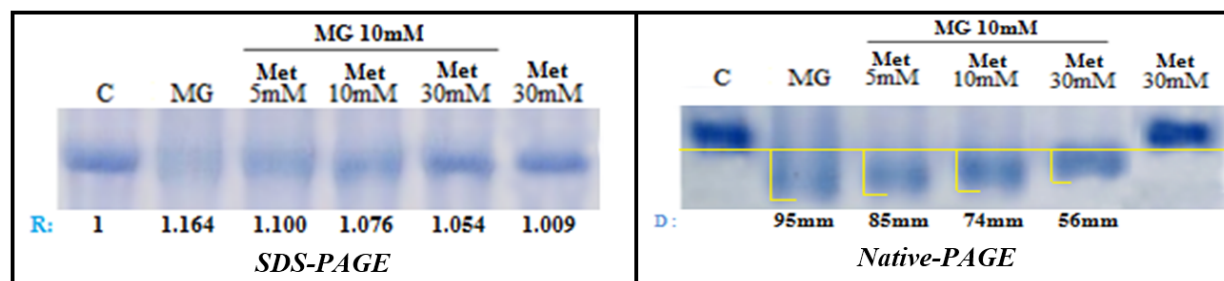 MG 10mM
C MG Met 5mM Met 10mM Met 30mM Met 30mM
R: 1 1.164 1.100 1.076 1.054 1.009
SDS-PAGE
MG 10mM
C MG Met 5mM Met 10mM Met 30mM Met 30mM
D: 95mm 85mm 74mm 56mm
Native-PAGE